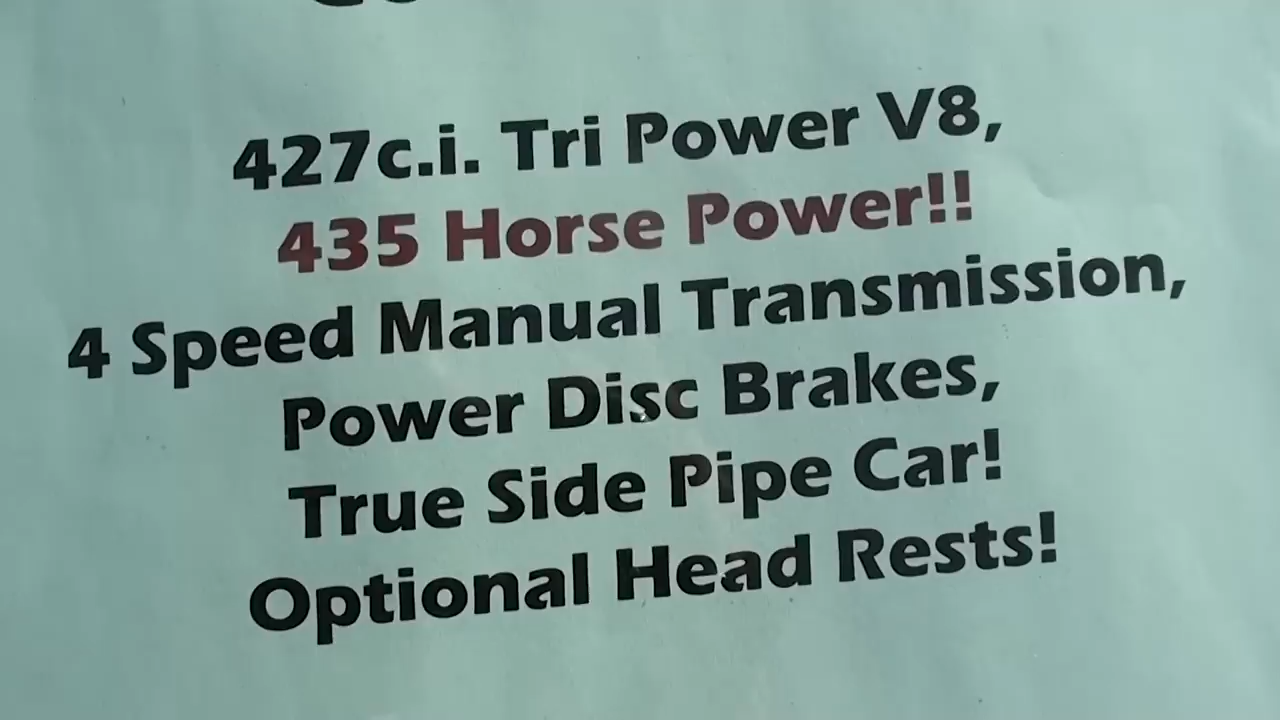 427c.i. Tri Power V8,
435 Horse Power!!
4 Speed Manual Transmission,
Power Disc Brakes,
True Side Pipe Car!
Optional Head Rests!